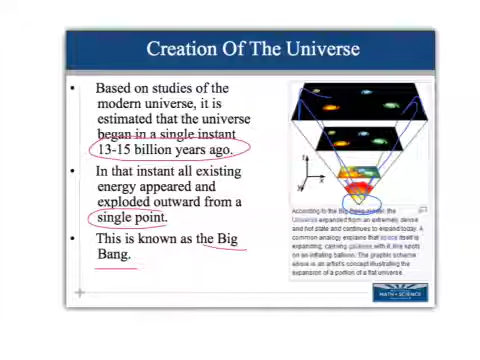 Creation Of The Universe
• Based on studies of the
modern universe, it is
estimated that the universe
began in a single instant
13-15 billion years ago.
• In that instant all existing
energy appeared and
exploded outward from a
single point.
• This is known as the Big
Bang.
z
y
x
According to the Big Bang model, the
Universe expanded from an extremely dense
and hot state and continues to expand today. A
common analogy explains that space itself is
expanding, carrying galaxies with it, like spots
on an inflating balloon. The graphic scheme
above is an artist's concept illustrating the
expansion of a portion of a flat universe.
MATH
SCIENCE